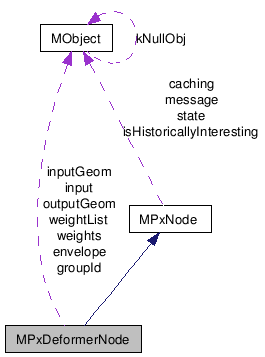 MObject
kNullObj
caching
message
state
isHistoricallyInteresting
inputGeom
input
outputGeom
weightList
weights
envelope
groupId
MPxNode
MPxDeformerNode